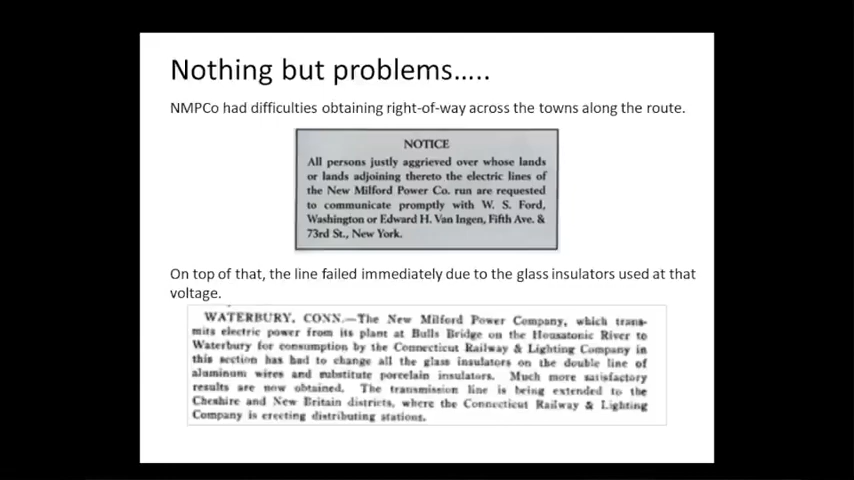 Nothing but problems…..
NMPCo had difficulties obtaining right-of-way across the towns along the route.
NOTICE
All persons justly aggrieved over whose lands
or lands adjoining thereto the electric lines of
the New Milford Power Co. run are requested
to communicate promptly with W. S. Ford,
Washington or Edward H. Van Ingen, Fifth Ave. &
73rd St., New York.
On top of that, the line failed immediately due to the glass insulators used at that
voltage.
WATERBURY, CONN.—The New Milford Power Company, which trans-
mits electric power from its plant at Bulls Bridge on the Housatonic River to
Waterbury for consumption by the Connecticut Railway & Lighting Company in
this section has had to change all the glass insulators on the double line of
aluminum wires and substitute porcelain insulators. Much more satisfactory
results are now obtained. The transmission line is being extended to the
Cheshire and New Britain districts, where the Connecticut Railway & Lighting
Company is erecting distributing stations.